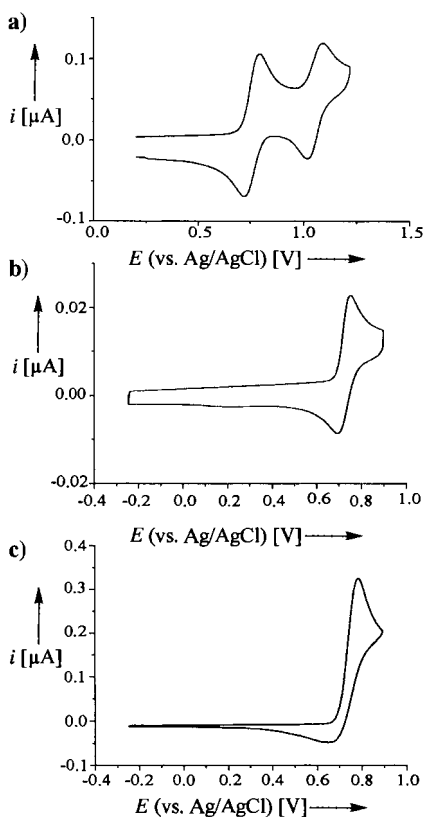 a)
0.1
i [µA]
0.0
-0.1
0.0 0.5 1.0 1.5
E (vs. Ag/AgCl) [V]
b)
0.02
i [µA]
0.00
-0.02
-0.4 -0.2 0.0 0.2 0.4 0.6 0.8 1.0
E (vs. Ag/AgCl) [V]
c)
0.4
0.3
i [µA]
0.2
0.1
0.0
-0.1
-0.4 -0.2 0.0 0.2 0.4 0.6 0.8 1.0
E (vs. Ag/AgCl) [V]